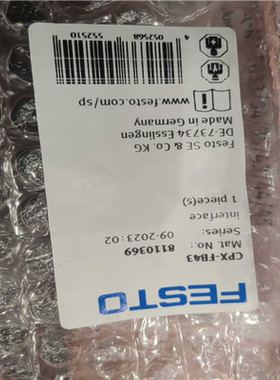 FESTO
CPX-FB43
Mat. No.: 8110369
Series: 09-2023:02
interface
1 piece(s)
Festo SE & Co. KG
DE-73734 Esslingen
Made in Germany
www.festo.com/sp
4 052568 552510